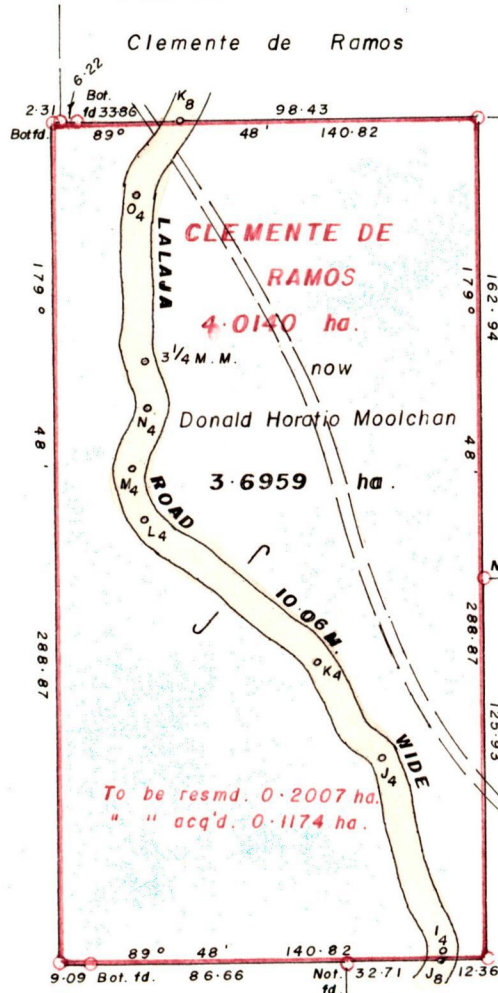 Clemente de Ramos
6·22
2·31
Bot.
fd 33·86
K8
98·43
Botfd.
89° 48' 140·82
O4
LALAJA
CLEMENTE DE
RAMOS
4·0140 ha.
179°
179°
162·94
3 1/4 M.M.
now
N4
Donald Horatio Moolchan
48'
48'
M4
ROAD
3·6959 ha.
L4
10·06M.
288·87
288·87
125·93
K4
WIDE
J4
To be resmd. 0·2007 ha.
" " acq'd. 0·1174 ha.
I4
89° 48' 140·82
9·09 Bot. fd. 86·66
Not.
fd
32·71
J8
12·36